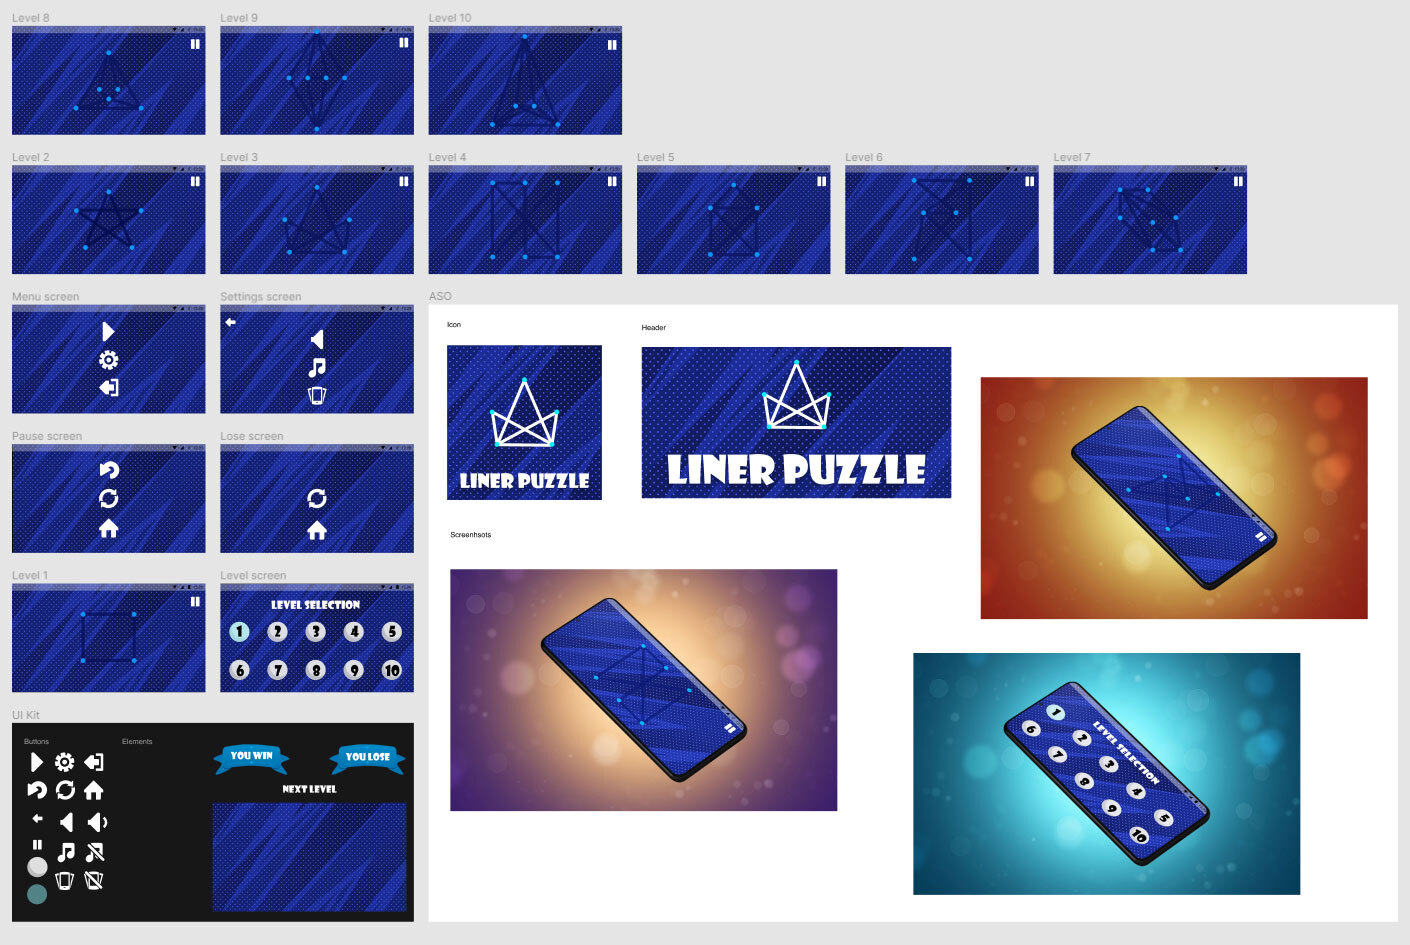 Level 8
Level 9
Level 10
Level 2
Level 3
Level 4
Level 5
Level 6
Level 7
Menu screen
Settings screen
ASO
Icon
Header
LINER PUZZLE
LINER PUZZLE
Pause screen
Lose screen
Screenhsots
Level 1
Level screen
LEVEL SELECTION
1 2 3 4 5
6 7 8 9 10
LEVEL SELECTION
1 2 3 4 5
6 7 8 9 10
UI Kit
Buttons
Elements
YOU WIN
YOU LOSE
NEXT LEVEL